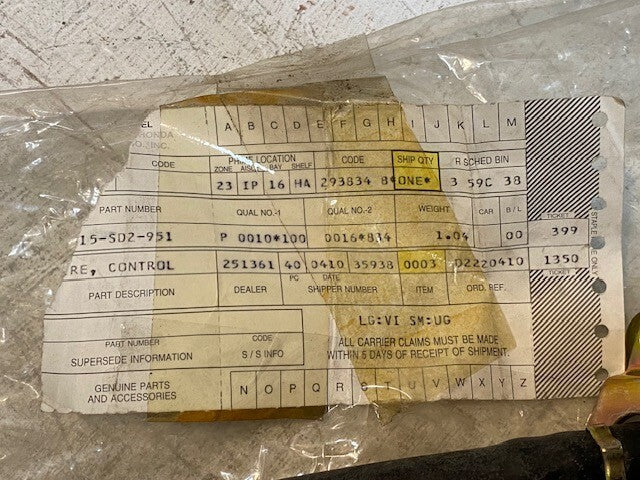 EL A B C D E F G H I J K L M
HONDA
CO., INC.
CODE PRIME LOCATION CODE SHIP QTY R SCHED BIN
ZONE AISLE BAY SHELF
23 IP 16 HA 293834 8 *ONE* 3 59C 38
PART NUMBER QUAL NO.-1 QUAL NO.-2 WEIGHT CAR B/L TICKET
15-SD2-951 P 0010*100 0016*834 1.04 00 399
RE, CONTROL 251361 40 0410 35938 0003 02220410 1350
PART DESCRIPTION DEALER PC DATE SHIPPER NUMBER ITEM ORD. REF. TICKET
LG:VI SM:UG
PART NUMBER CODE ALL CARRIER CLAIMS MUST BE MADE
SUPERSEDE INFORMATION S/S INFO WITHIN 5 DAYS OF RECEIPT OF SHIPMENT.
GENUINE PARTS AND ACCESSORIES N O P Q R S T U V W X Y Z
STAPLE ONLY